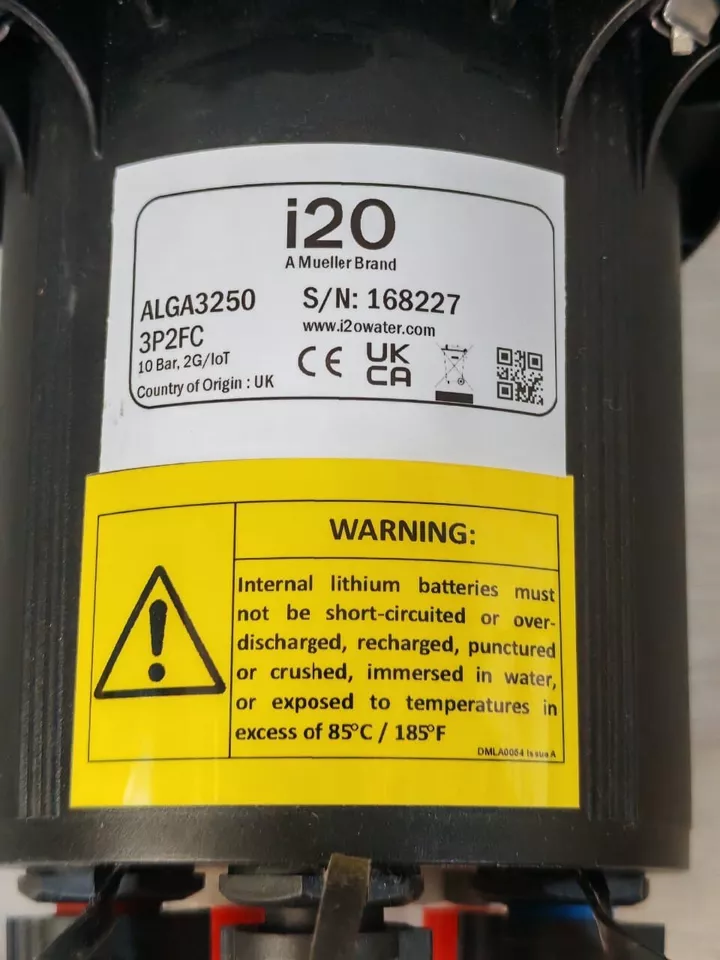 i2O
A Mueller Brand
ALGA3250
3P2FC
10 Bar, 2G/IoT
Country of Origin : UK
S/N: 168227
www.i2owater.com
CE
UK
CA
WARNING:
Internal lithium batteries must
not be short-circuited or over-
discharged, recharged, punctured
or crushed, immersed in water,
or exposed to temperatures in
excess of 85°C / 185°F
DMLA0064 Issue A